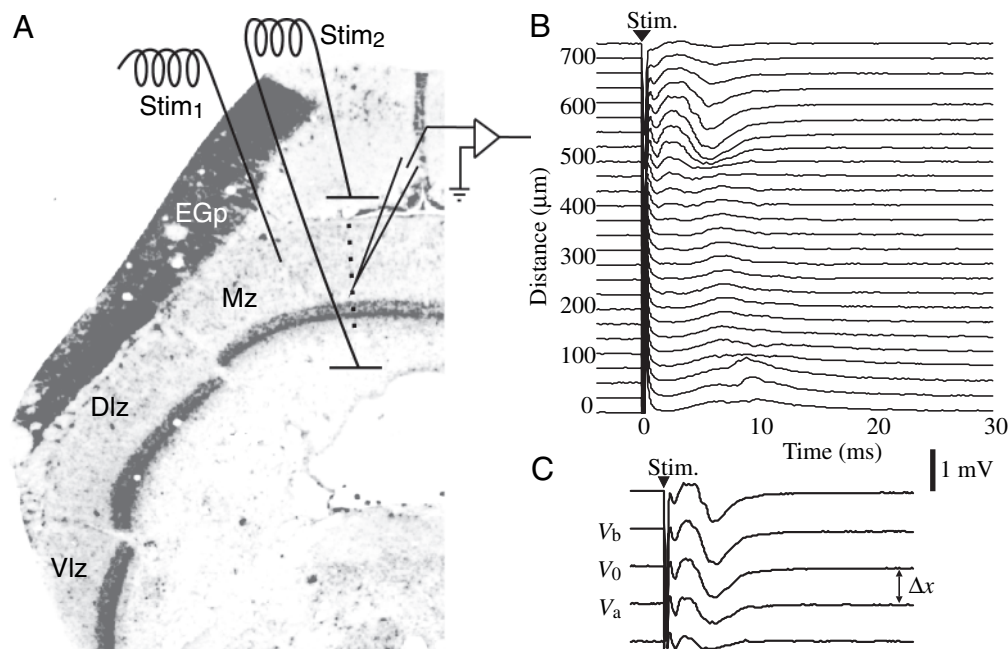 A
Stim1
Stim2
EGp
Mz
Dlz
Vlz
B
Stim.
Distance (μm)
700
600
500
400
300
200
100
0
0
10
20
30
Time (ms)
1 mV
C
Stim.
Vb
V0
Va
Δx